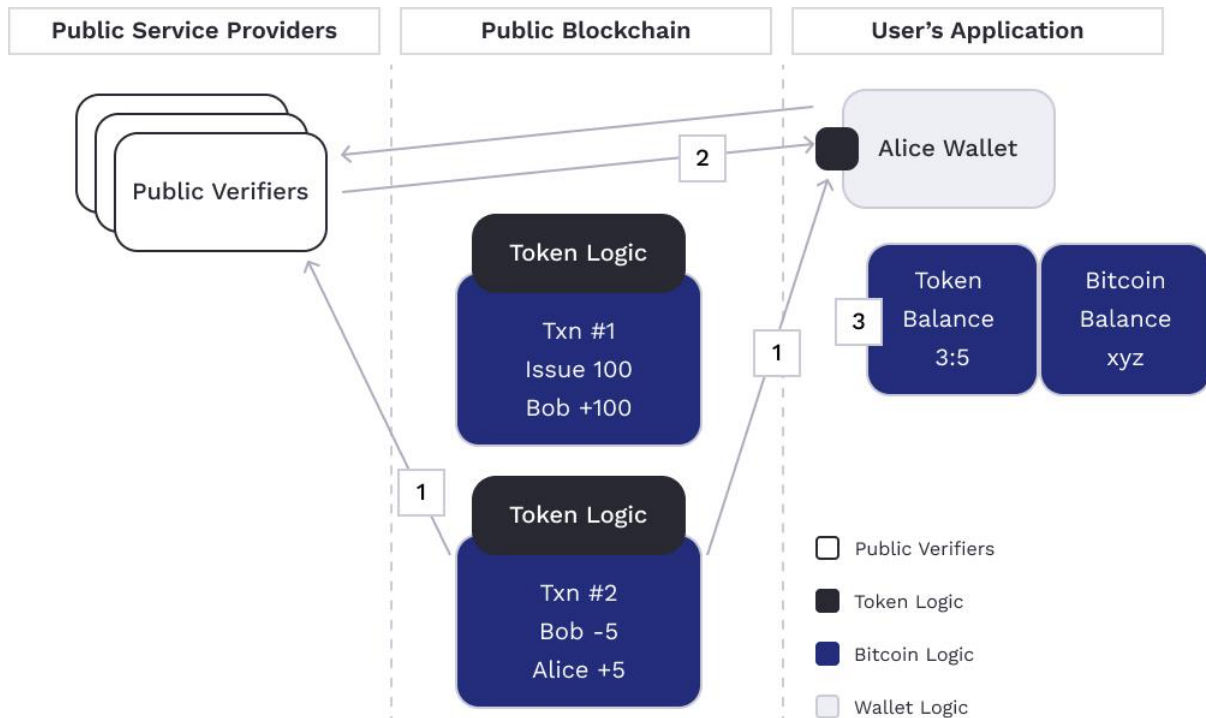 Public Service Providers
Public Blockchain
User's Application
Public Verifiers
2
Alice Wallet
Token Logic
Txn #1
Issue 100
Bob +100
1
3
Token
Balance
3:5
Bitcoin
Balance
xyz
1
Token Logic
Txn #2
Bob -5
Alice +5
Public Verifiers
Token Logic
Bitcoin Logic
Wallet Logic